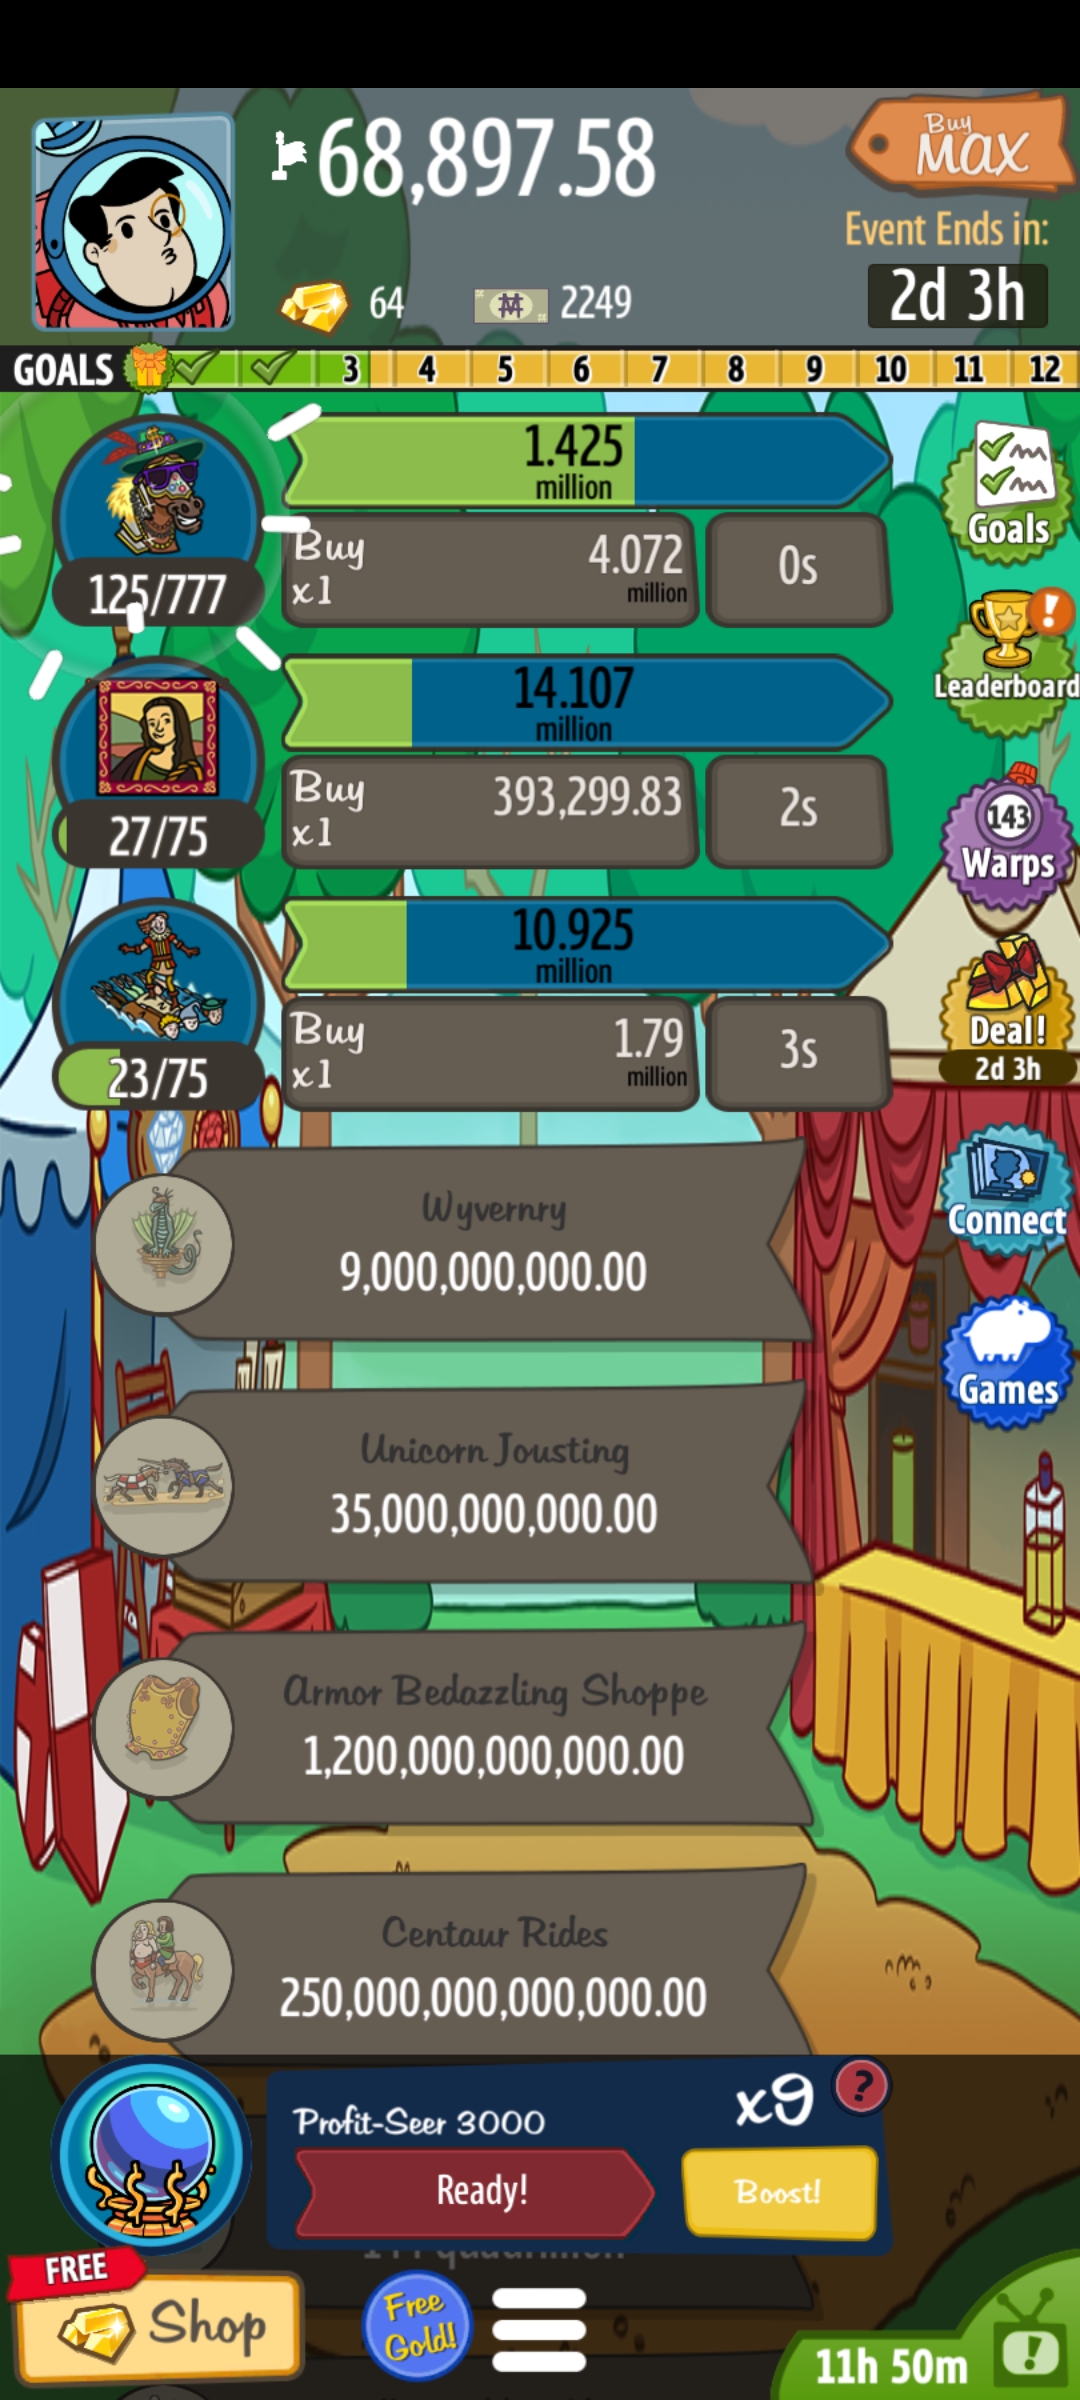 68,897.58
Buy
MAX
Event Ends in:
64
2249
2d 3h
GOALS 3 4 5 6 7 8 9 10 11 12
1.425
million
Buy
x1
4.072
million
0s
125/777
Goals
Leaderboard
14.107
million
Buy
x1
393,299.83
2s
27/75
143
Warps
10.925
million
Buy
x1
1.79
million
3s
23/75
Deal!
2d 3h
Wyvernry
9,000,000,000.00
Connect
Unicorn Jousting
35,000,000,000.00
Games
Armor Bedazzling Shoppe
1,200,000,000,000.00
Centaur Rides
250,000,000,000,000.00
Profit-Seer 3000
x9
?
Ready!
Boost!
FREE
Shop
Free
Gold!
11h 50m